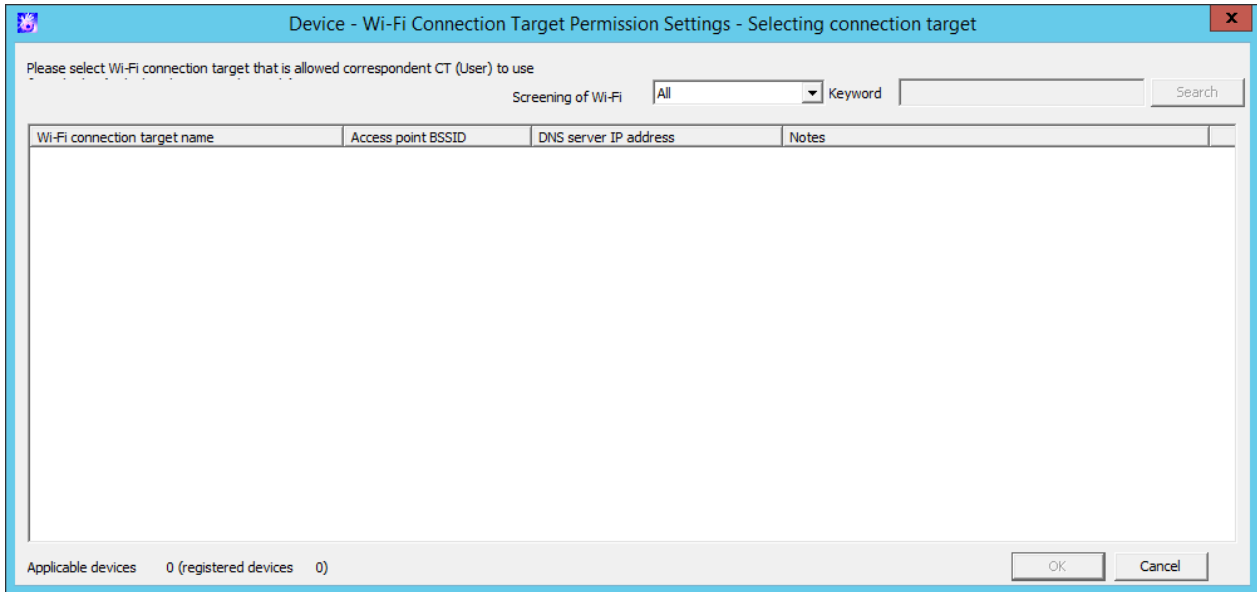 Device - Wi-Fi Connection Target Permission Settings - Selecting connection target
x
Please select Wi-Fi connection target that is allowed correspondent CT (User) to use
Screening of Wi-Fi All Keyword Search
Wi-Fi connection target name Access point BSSID DNS server IP address Notes
Applicable devices 0 (registered devices 0) OK Cancel